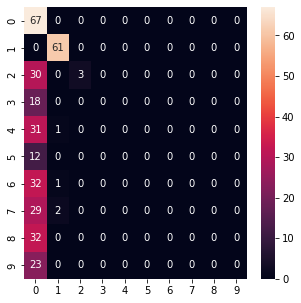 0 67 0 0 0 0 0 0 0 0 0
1 0 61 0 0 0 0 0 0 0 0
2 30 0 3 0 0 0 0 0 0 0
3 18 0 0 0 0 0 0 0 0 0
4 31 1 0 0 0 0 0 0 0 0
5 12 0 0 0 0 0 0 0 0 0
6 32 1 0 0 0 0 0 0 0 0
7 29 2 0 0 0 0 0 0 0 0
8 32 0 0 0 0 0 0 0 0 0
9 23 0 0 0 0 0 0 0 0 0
0 1 2 3 4 5 6 7 8 9
60
50
40
30
20
10
0